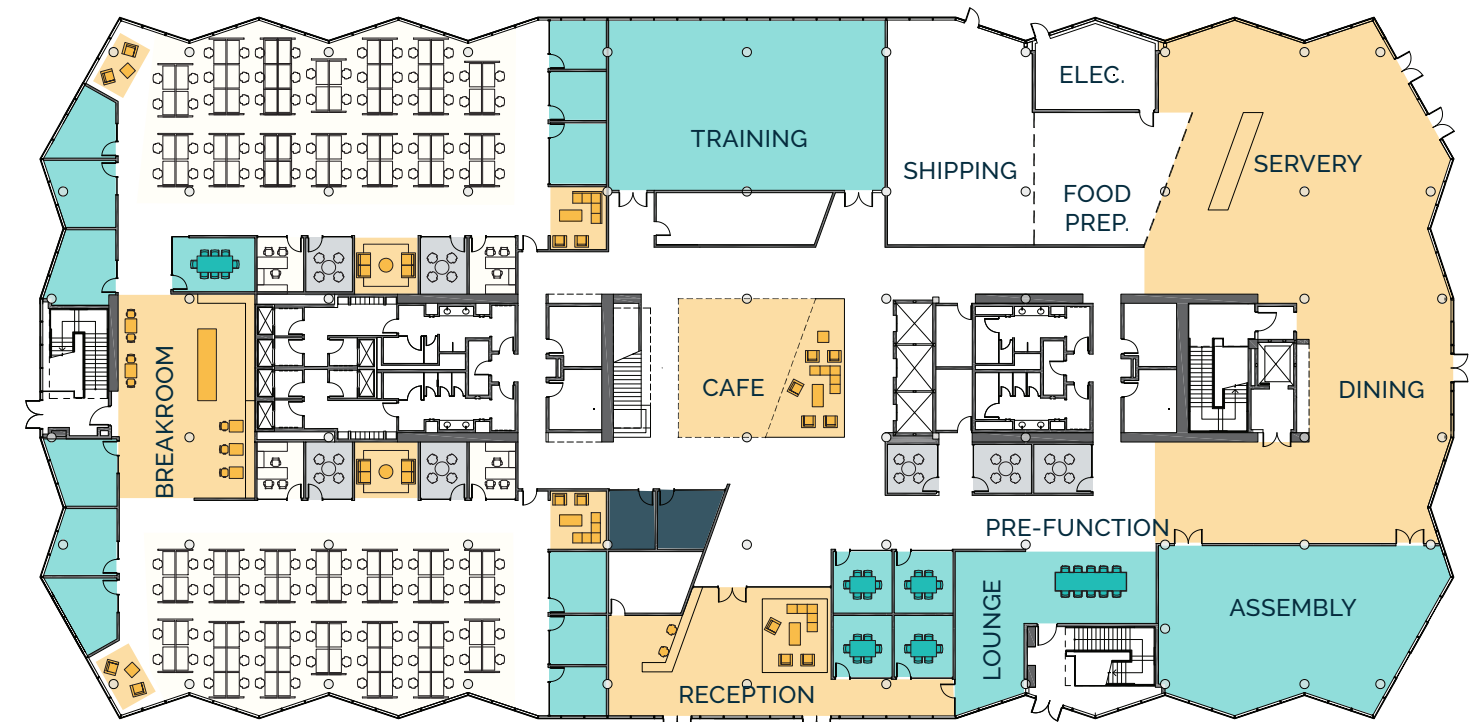 ELEC.
TRAINING
SHIPPING
SERVERY
FOOD
PREP.
BREAKROOM
CAFE
DINING
PRE-FUNCTION
LOUNGE
ASSEMBLY
RECEPTION